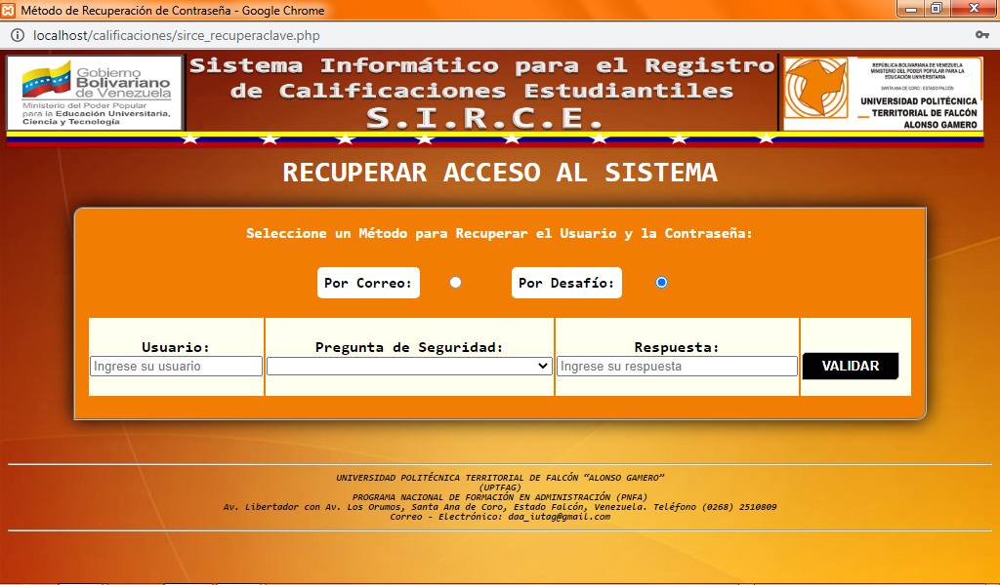 Método de Recuperación de Contraseña - Google Chrome
localhost/calificaciones/sirce_recuperaclave.php
Gobierno
Bolivariano
de Venezuela
Ministerio del Poder Popular
para la Educación Universitaria,
Ciencia y Tecnología
Sistema Informático para el Registro
de Calificaciones Estudiantiles
S.I.R.C.E.
REPÚBLICA BOLIVARIANA DE VENEZUELA
MINISTERIO DEL PODER POPULAR PARA LA
EDUCACIÓN UNIVERSITARIA
SANTA ANA DE CORO - ESTADO FALCÓN
UNIVERSIDAD POLITÉCNICA
TERRITORIAL DE FALCÓN
ALONSO GAMERO
RECUPERAR ACCESO AL SISTEMA
Seleccione un Método para Recuperar el Usuario y la Contraseña:
Por Correo: Por Desafío:
Usuario: Pregunta de Seguridad: Respuesta:
Ingrese su usuario Ingrese su respuesta VALIDAR
UNIVERSIDAD POLITÉCNICA TERRITORIAL DE FALCÓN “ALONSO GAMERO”
(UPTFAG)
PROGRAMA NACIONAL DE FORMACIÓN EN ADMINISTRACIÓN (PNFA)
Av. Libertador con Av. Los Orumos, Santa Ana de Coro, Estado Falcón, Venezuela. Teléfono (0268) 2510809
Correo - Electrónico: daa_iutag@gmail.com